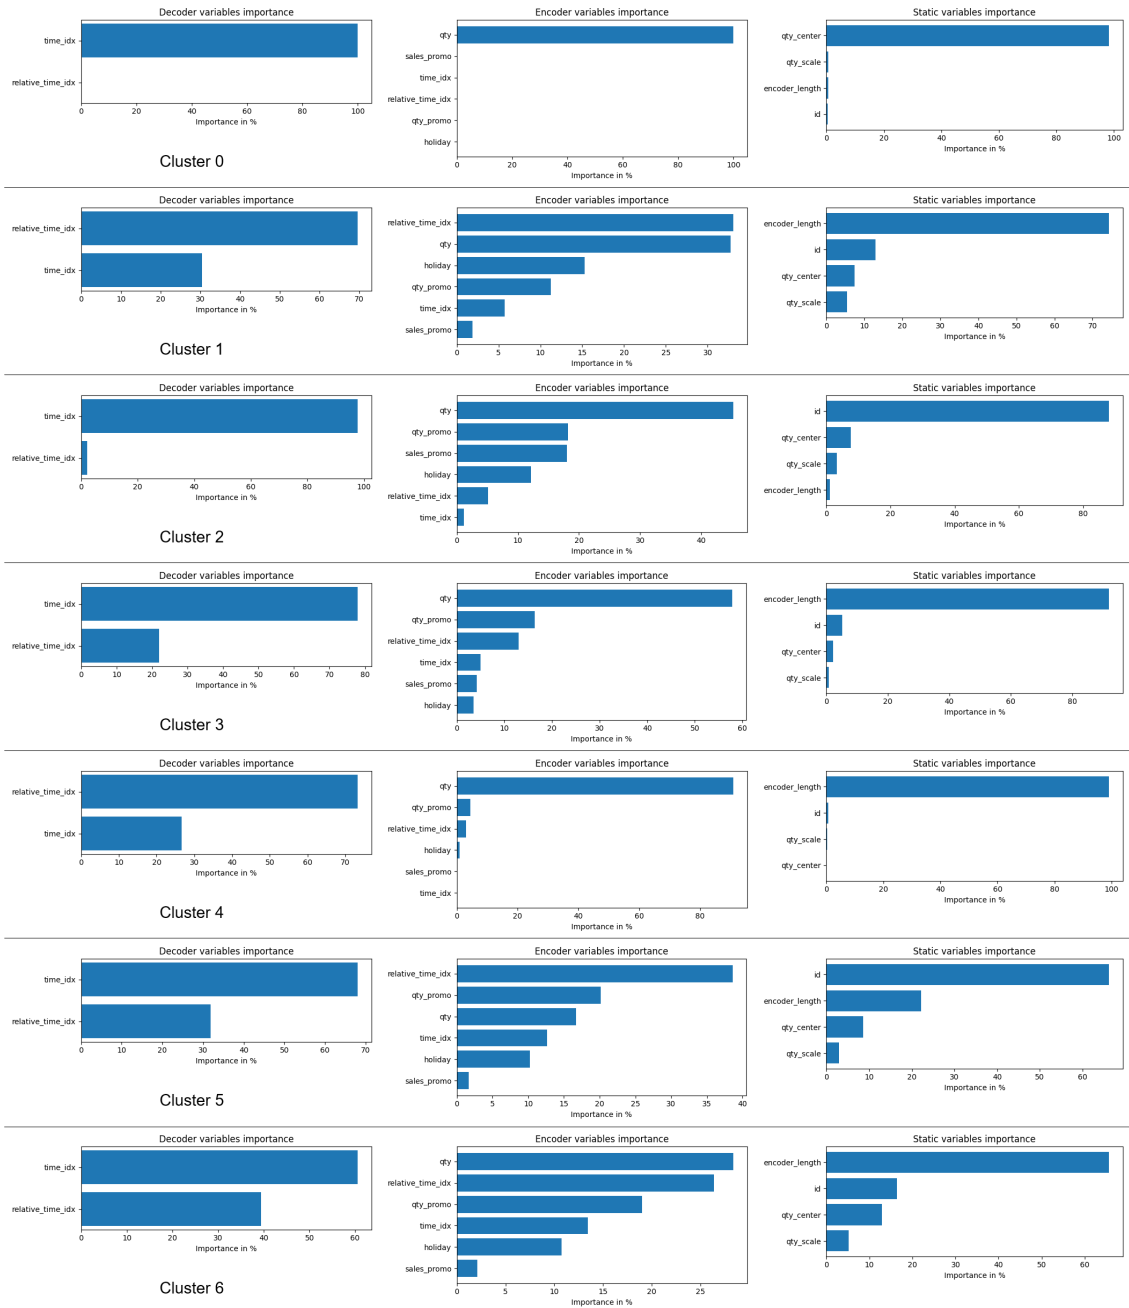 Decoder variables importance
time_idx
relative_time_idx
0 20 40 60 80 100
Importance in %
Encoder variables importance
qty
sales_promo
time_idx
relative_time_idx
qty_promo
holiday
0 20 40 60 80 100
Importance in %
Static variables importance
qty_center
qty_scale
encoder_length
id
0 20 40 60 80 100
Importance in %
Cluster 0
Decoder variables importance
relative_time_idx
time_idx
0 10 20 30 40 50 60 70
Importance in %
Encoder variables importance
relative_time_idx
qty
holiday
qty_promo
time_idx
sales_promo
0 5 10 15 20 25 30
Importance in %
Static variables importance
encoder_length
id
qty_center
qty_scale
0 10 20 30 40 50 60 70
Importance in %
Cluster 1
Decoder variables importance
time_idx
relative_time_idx
0 20 40 60 80 100
Importance in %
Encoder variables importance
qty
qty_promo
sales_promo
holiday
relative_time_idx
time_idx
0 10 20 30 40
Importance in %
Static variables importance
id
qty_center
qty_scale
encoder_length
0 20 40 60 80
Importance in %
Cluster 2
Decoder variables importance
time_idx
relative_time_idx
0 10 20 30 40 50 60 70 80
Importance in %
Encoder variables importance
qty
qty_promo
relative_time_idx
time_idx
sales_promo
holiday
0 10 20 30 40 50 60
Importance in %
Static variables importance
encoder_length
id
qty_center
qty_scale
0 20 40 60 80
Importance in %
Cluster 3
Decoder variables importance
relative_time_idx
time_idx
0 10 20 30 40 50 60 70
Importance in %
Encoder variables importance
qty
qty_promo
relative_time_idx
holiday
sales_promo
time_idx
0 20 40 60 80
Importance in %
Static variables importance
encoder_length
id
qty_scale
qty_center
0 20 40 60 80 100
Importance in %
Cluster 4
Decoder variables importance
time_idx
relative_time_idx
0 10 20 30 40 50 60 70
Importance in %
Encoder variables importance
relative_time_idx
qty_promo
qty
time_idx
holiday
sales_promo
0 5 10 15 20 25 30 35 40
Importance in %
Static variables importance
id
encoder_length
qty_center
qty_scale
0 10 20 30 40 50 60
Importance in %
Cluster 5
Decoder variables importance
time_idx
relative_time_idx
0 10 20 30 40 50 60
Importance in %
Encoder variables importance
qty
relative_time_idx
qty_promo
time_idx
holiday
sales_promo
0 5 10 15 20 25
Importance in %
Static variables importance
encoder_length
id
qty_center
qty_scale
0 10 20 30 40 50 60
Importance in %
Cluster 6